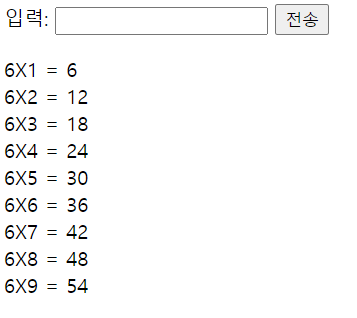 입력: 전송
6X1 = 6
6X2 = 12
6X3 = 18
6X4 = 24
6X5 = 30
6X6 = 36
6X7 = 42
6X8 = 48
6X9 = 54